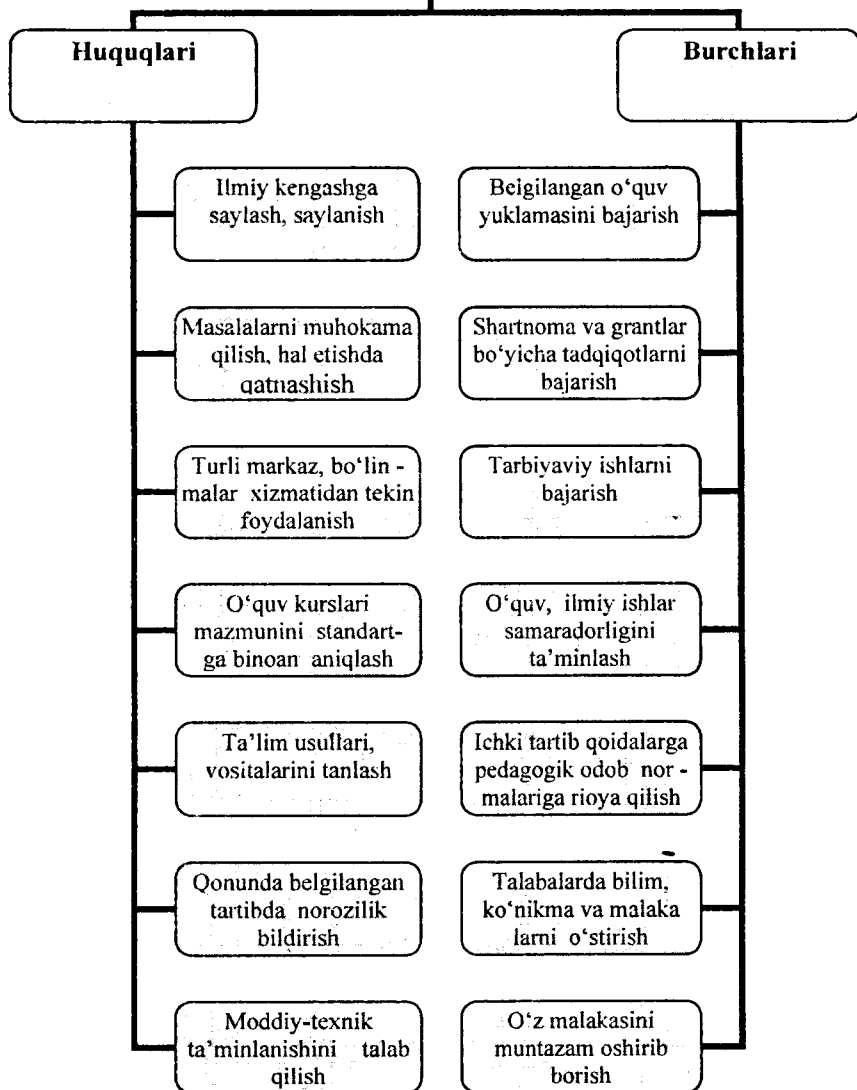 Huquqlari
Burchlari
Ilmiy kengashga
saylash, saylanish
Masalalarni muhokama
qilish, hal etishda
qatnashish
Turli markaz, bo‘lin -
malar xizmatidan tekin
foydalanish
O‘quv kurslari
mazmunini standart-
ga binoan aniqlash
Ta’lim usullari,
vositalarini tanlash
Qonunda belgilangan
tartibda norozilik
bildirish
Moddiy-texnik
ta’minlanishini talab
qilish
Belgilangan o‘quv
yuklamasini bajarish
Shartnoma va grantlar
bo‘yicha tadqiqotlarni
bajarish
Tarbiyaviy ishlarni
bajarish
O‘quv, ilmiy ishlar
samaradorligini
ta’minlash
Ichki tartib qoidalarga
pedagogik odob nor -
malariga rioya qilish
Talabalarda bilim,
ko‘nikma va malaka
larni o‘stirish
O‘z malakasini
muntazam oshirib
borish